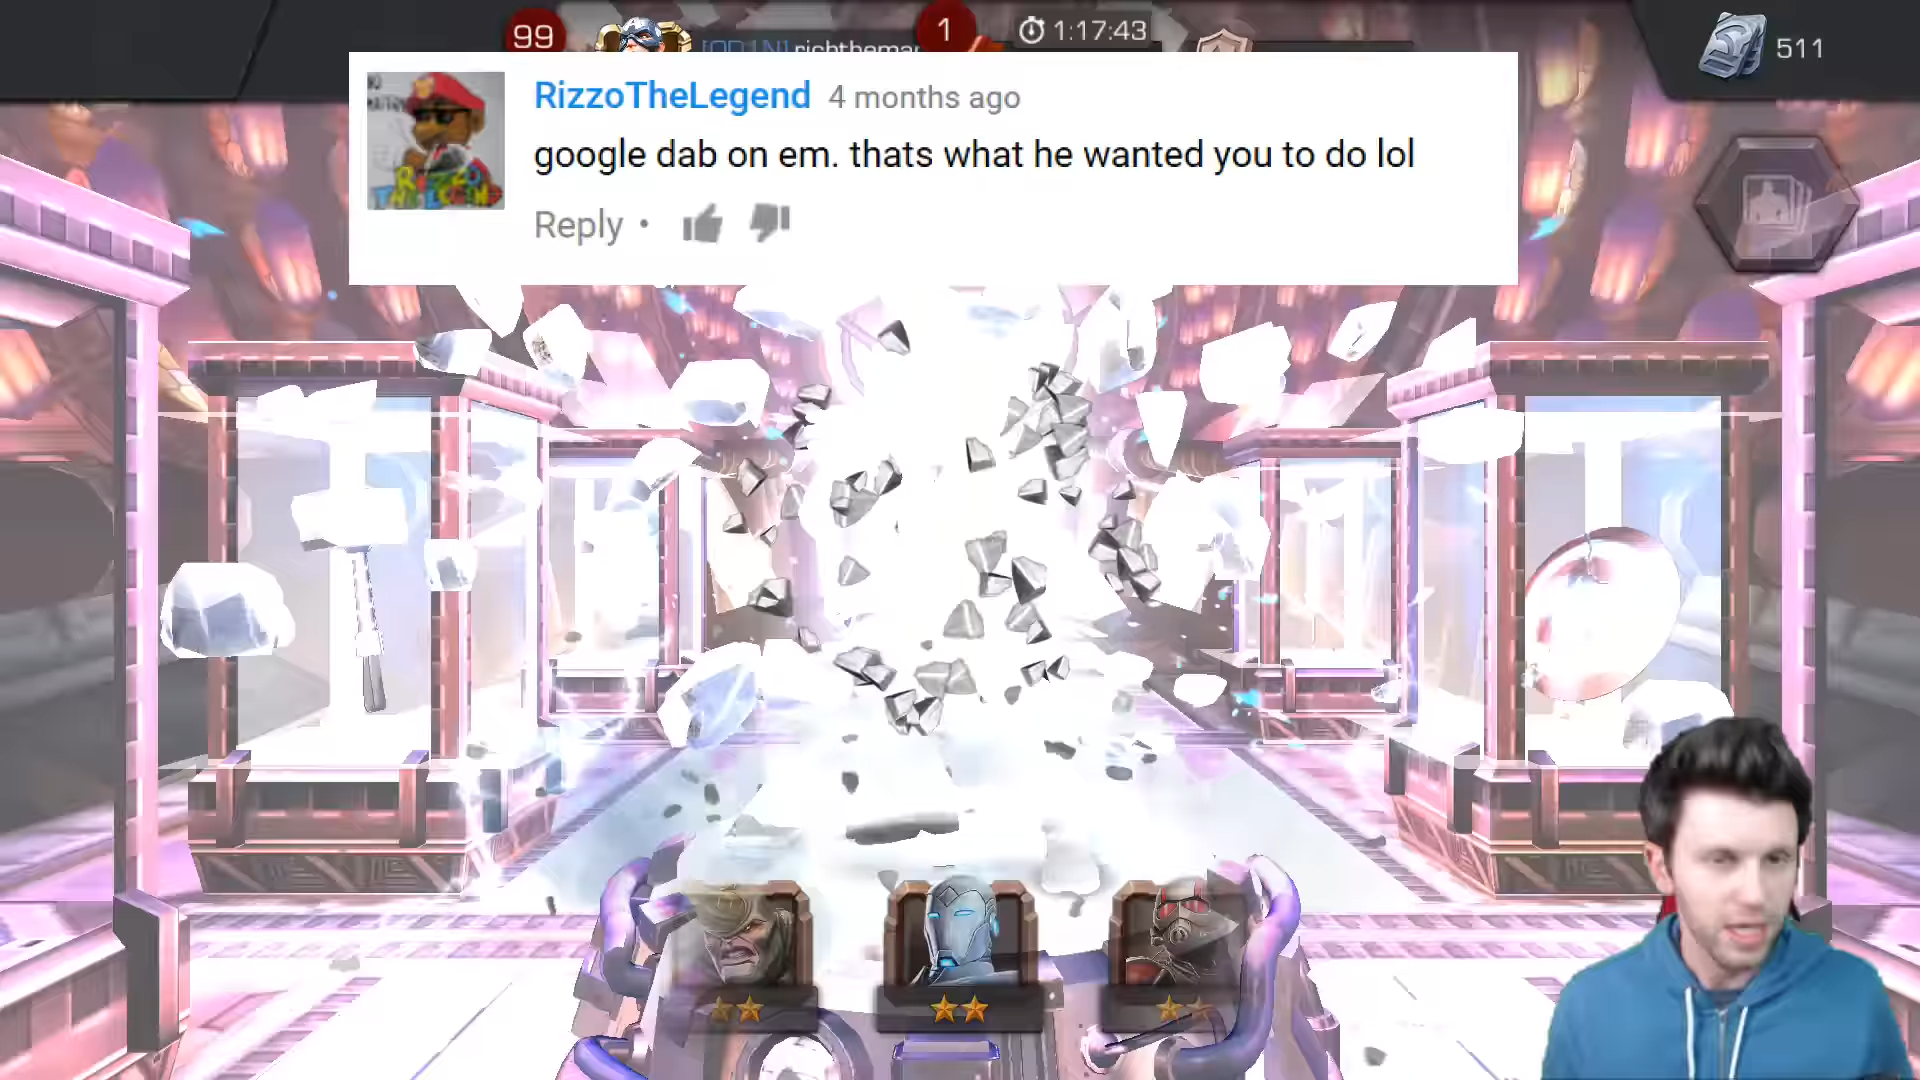 99
1
1:17:43
511
RizzoTheLegend 4 months ago
google dab on em. thats what he wanted you to do lol
Reply •